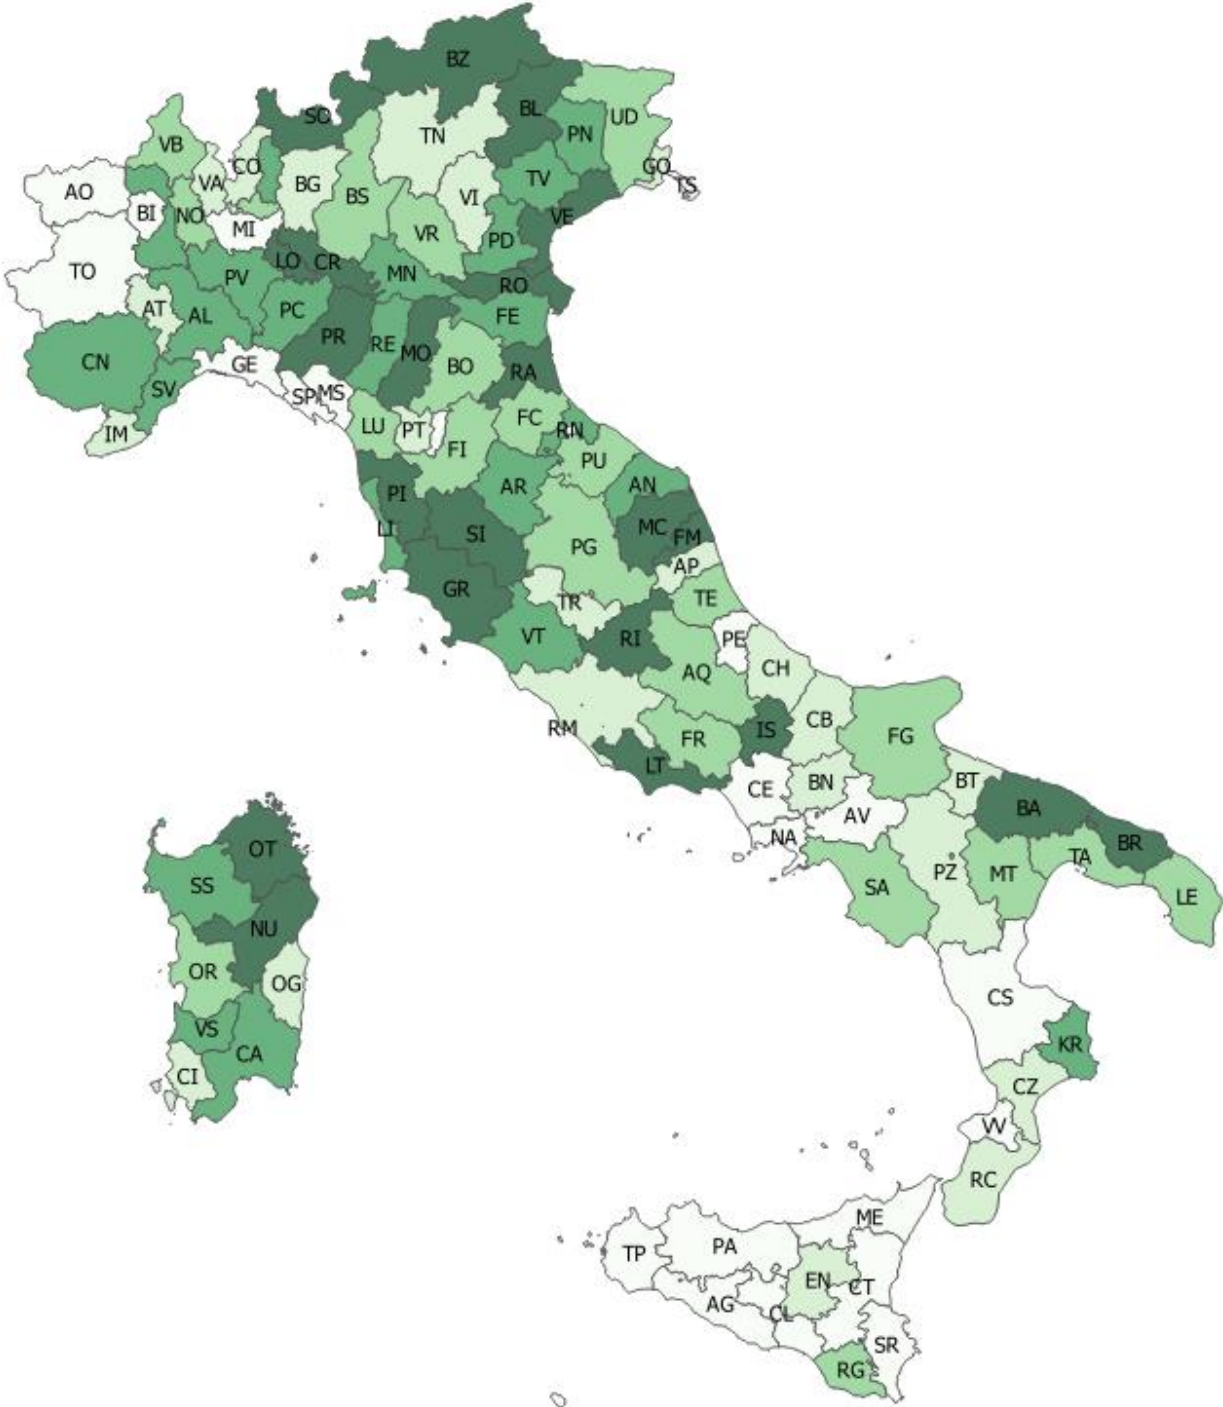 BZ
SO
BL
UD
TN
PN
VB
CO
GO
VA
BG
TV
TS
AO
BS
VI
BI
NO
VE
MI
VR
PD
LO
CR
TO
PV
MN
RO
AT
AL
PC
FE
PR
RE
MO
CN
GE
BO
RA
SV
SP
MS
IM
LU
PT
FC
RN
FI
PU
PI
AR
AN
LI
SI
MC
FM
PG
AP
GR
TR
TE
VT
RI
PE
AQ
CH
RM
FR
IS
CB
FG
LT
CE
BN
BT
AV
BA
NA
BR
OT
TA
SS
SA
PZ
MT
LE
NU
OR
OG
CS
VS
CA
KR
CI
CZ
VV
RC
ME
TP
PA
EN
CT
AG
CL
SR
RG